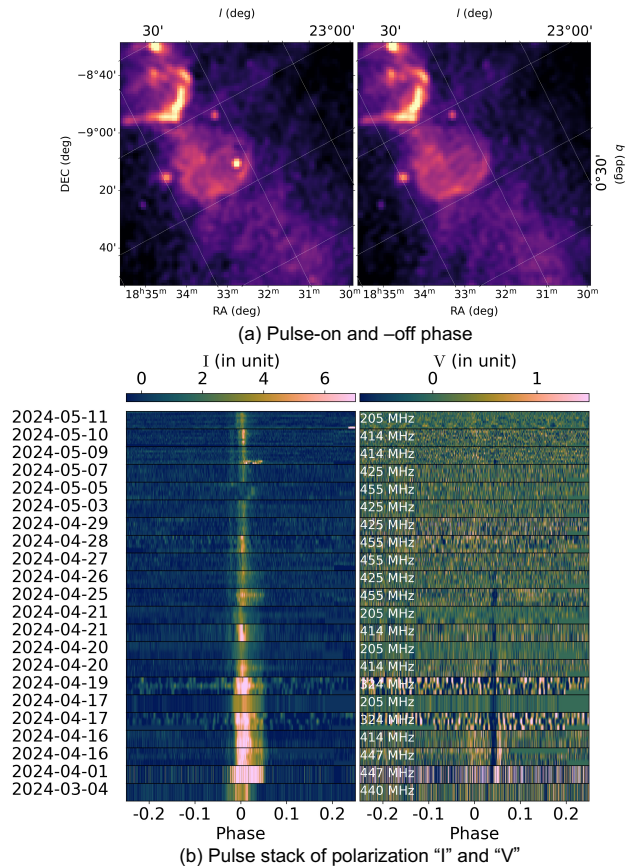 l (deg) l (deg)
30' 23°00' 30' 23°00'
−8°40'
−9°00'
20'
40'
DEC (deg)
0°30'
b (deg)
18ʰ35ᵐ 34ᵐ 33ᵐ 32ᵐ 31ᵐ 30ᵐ 18ʰ35ᵐ 34ᵐ 33ᵐ 32ᵐ 31ᵐ 30ᵐ
RA (deg) RA (deg)
(a) Pulse-on and –off phase
I (in unit) V (in unit)
0 2 4 6 0 1
2024-05-11 205 MHz
2024-05-10 414 MHz
2024-05-09 414 MHz
2024-05-07 425 MHz
2024-05-05 455 MHz
2024-05-03 425 MHz
2024-04-29 425 MHz
2024-04-28 455 MHz
2024-04-27 455 MHz
2024-04-26 425 MHz
2024-04-25 455 MHz
2024-04-21 205 MHz
2024-04-21 414 MHz
2024-04-20 205 MHz
2024-04-20 414 MHz
2024-04-19 324 MHz
2024-04-17 205 MHz
2024-04-17 324 MHz
2024-04-16 414 MHz
2024-04-16 447 MHz
2024-04-01 447 MHz
2024-03-04 440 MHz
-0.2 -0.1 0 0.1 0.2 -0.2 -0.1 0 0.1 0.2
Phase Phase
(b) Pulse stack of polarization “I” and “V”